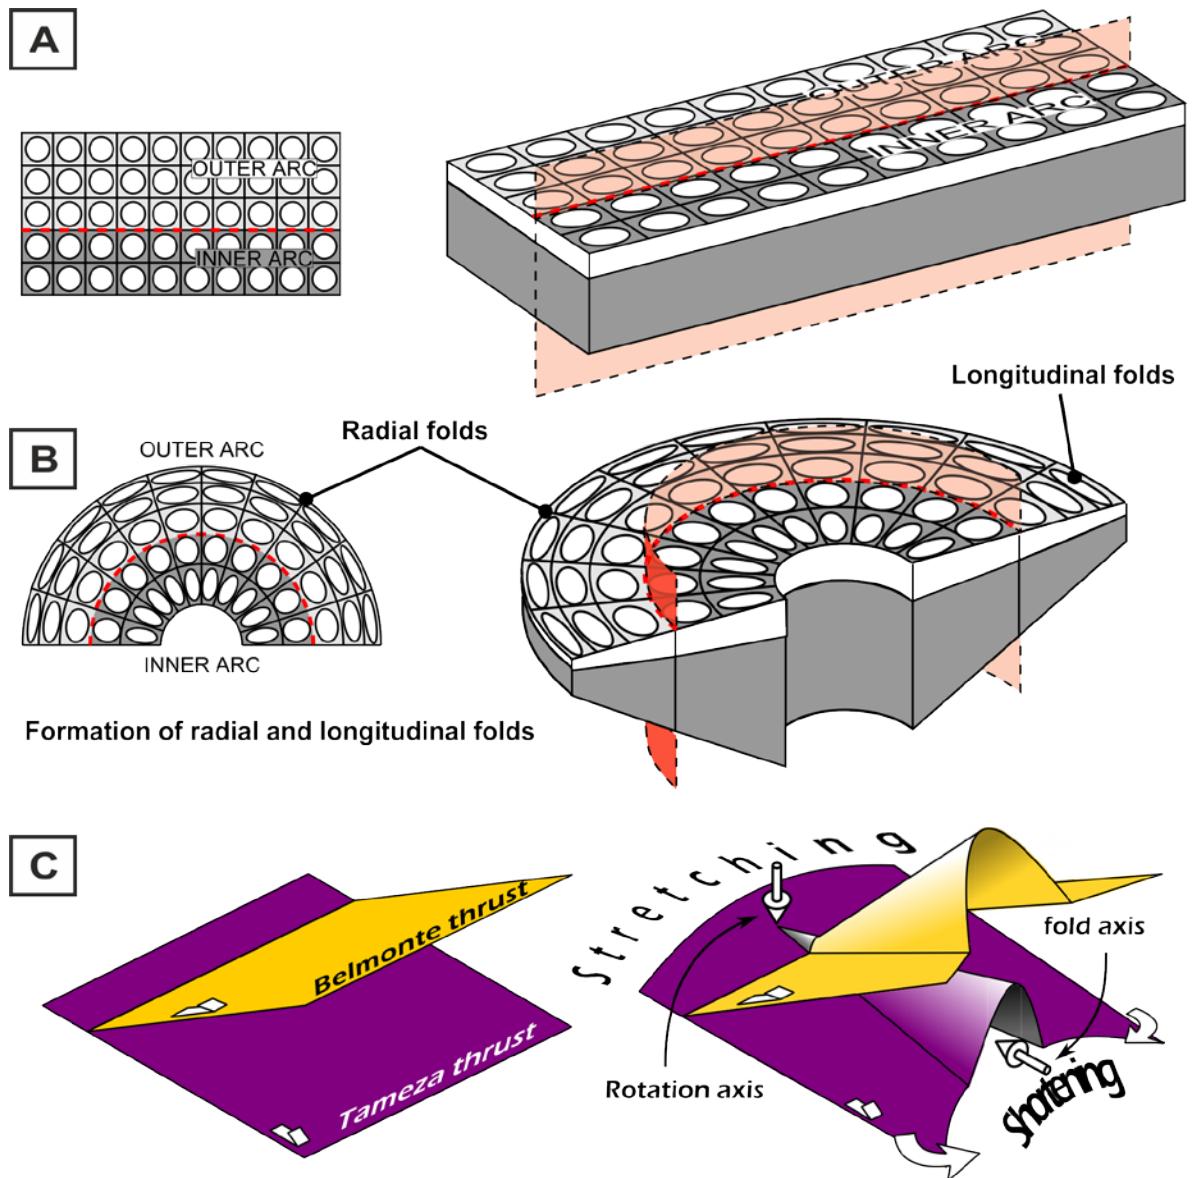 A
OUTER ARC
INNER ARC
OUTER ARC
INNER ARC
Longitudinal folds
B
Radial folds
OUTER ARC
INNER ARC
Formation of radial and longitudinal folds
C
Belmonte thrust
Tameza thrust
Stretching
fold axis
Rotation axis
shortening